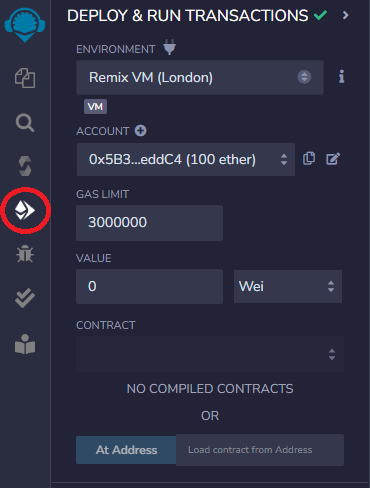 DEPLOY & RUN TRANSACTIONS
ENVIRONMENT
Remix VM (London)
VM
ACCOUNT
0x5B3...eddC4 (100 ether)
GAS LIMIT
3000000
VALUE
0 Wei
CONTRACT
NO COMPILED CONTRACTS
OR
At Address Load contract from Address